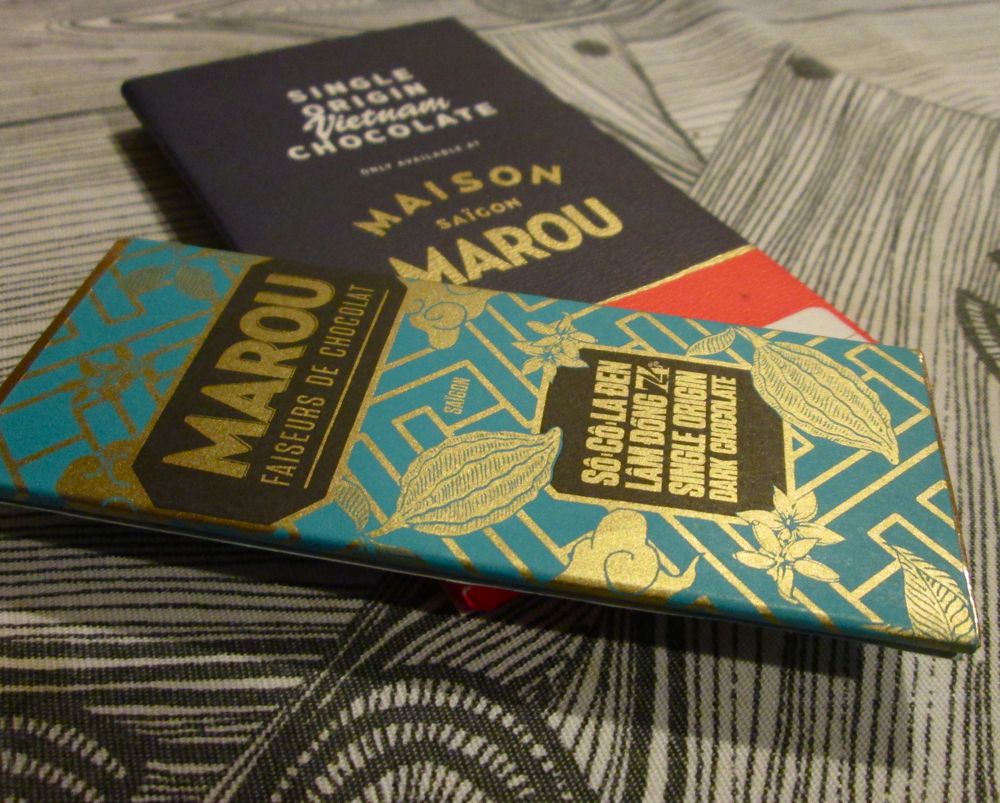 SINGLE
ORIGIN
Vietnam
CHOCOLATE
ONLY AVAILABLE AT
MAISON
SAÏGON
MAROU
MAROU
FAISEURS DE CHOCOLAT
SAÏGON
SÔ-CÔ-LA ĐEN
LÂM ĐỒNG 74%
SINGLE ORIGIN
DARK CHOCOLATE